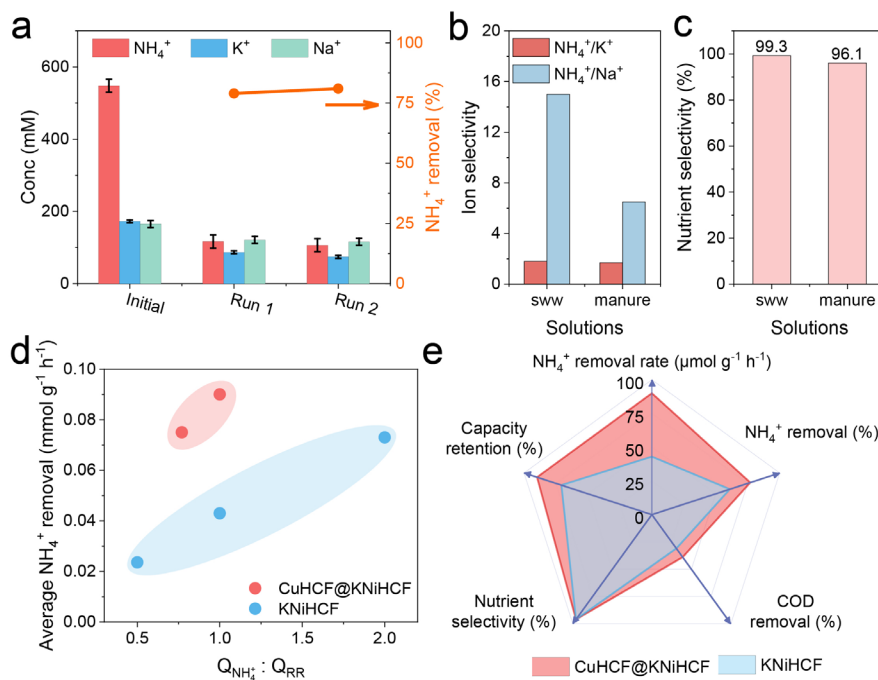 a
NH₄⁺ K⁺ Na⁺
Conc (mM)
600
400
200
0
Initial
Run 1
Run 2
100
75
50
25
0
NH₄⁺ removal (%)
b
NH₄⁺/K⁺
NH₄⁺/Na⁺
Ion selectivity
20
16
12
8
4
0
sww
manure
Solutions
c
Nutrient selectivity (%)
120
100
80
60
40
20
0
99.3
96.1
sww
manure
Solutions
d
Average NH₄⁺ removal (mmol g⁻¹ h⁻¹)
0.10
0.08
0.06
0.04
0.02
0.00
0.5
1.0
1.5
2.0
CuHCF@KNiHCF
KNiHCF
Q_NH₄⁺ : Q_RR
e
NH₄⁺ removal rate (μmol g⁻¹ h⁻¹)
100
75
50
25
0
Capacity
retention (%)
NH₄⁺ removal (%)
Nutrient
selectivity (%)
COD
removal (%)
CuHCF@KNiHCF
KNiHCF